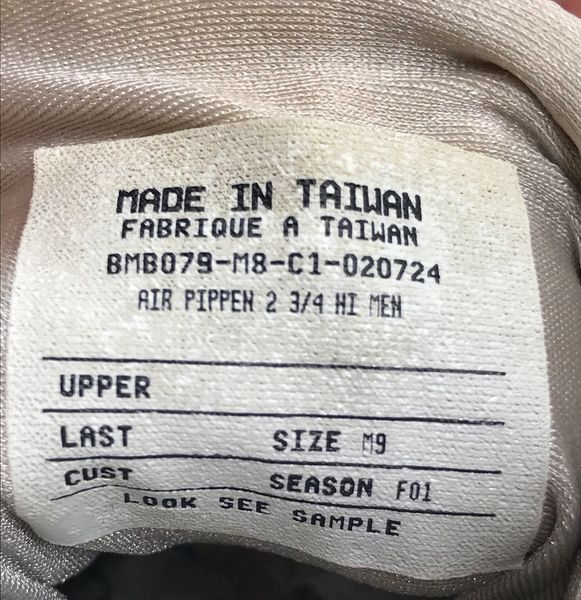 MADE IN TAIWAN
FABRIQUE A TAIWAN
BMB079-M8-C1-020724
AIR PIPPEN 2 3/4 HI MEN
UPPER
LAST SIZE M9
CUST SEASON F01
LOOK SEE SAMPLE